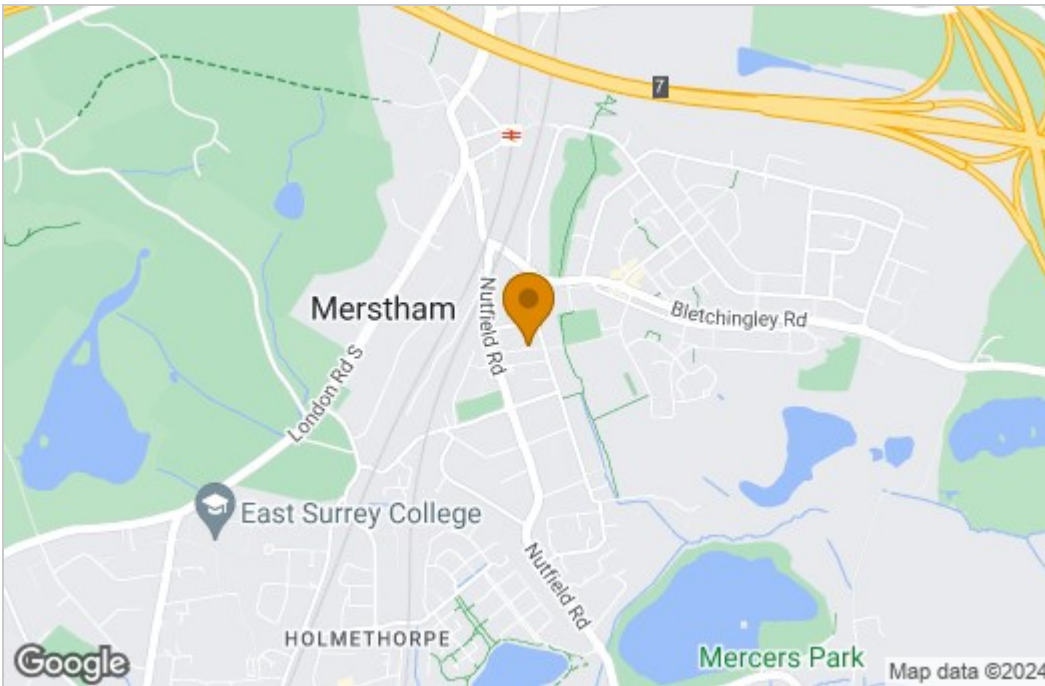 7
Merstham
Nutfield Rd
Bletchingley Rd
London Rd S
East Surrey College
Nutfield Rd
HOLMETHORPE
Mercers Park
Google
Map data ©2024